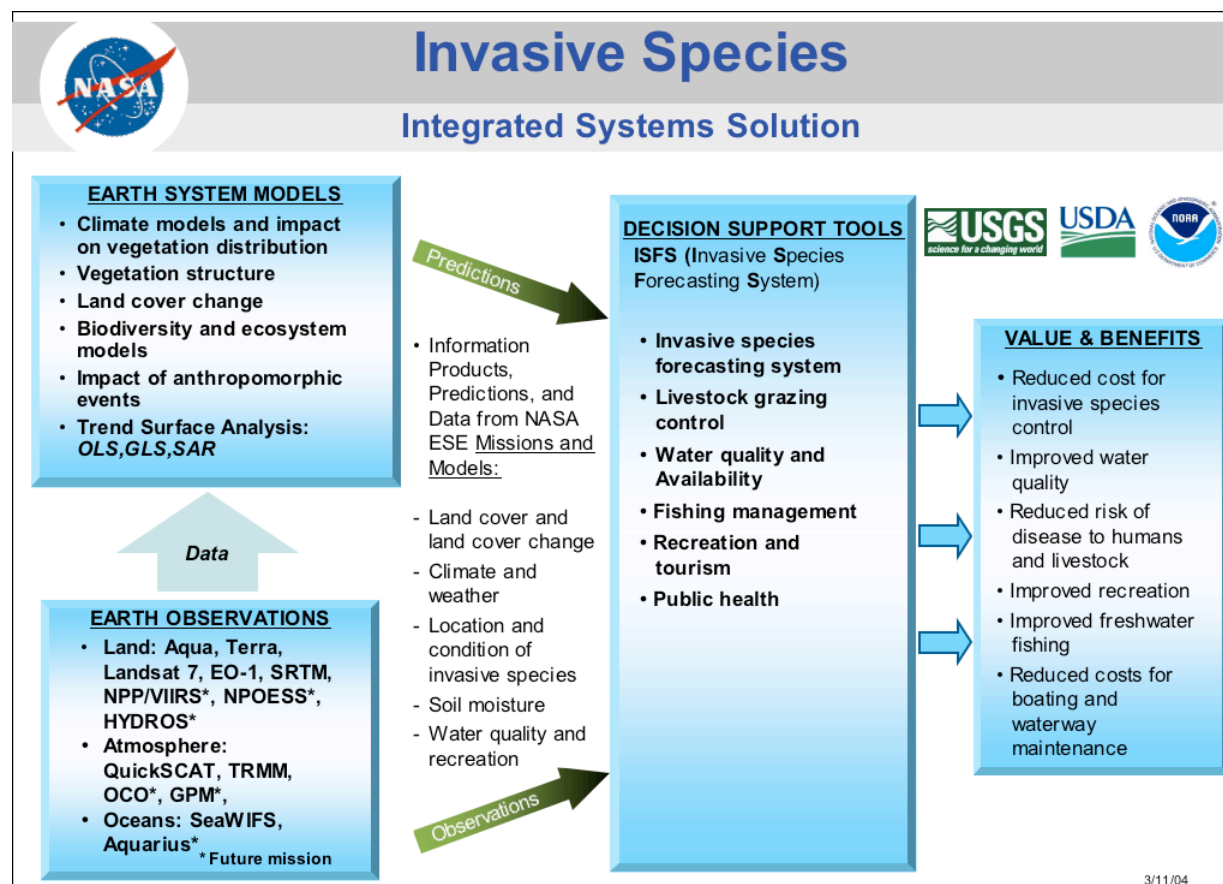 NASA
Invasive Species
Integrated Systems Solution
EARTH SYSTEM MODELS
• Climate models and impact
on vegetation distribution
• Vegetation structure
• Land cover change
• Biodiversity and ecosystem
models
• Impact of anthropomorphic
events
• Trend Surface Analysis:
OLS,GLS,SAR
Data
EARTH OBSERVATIONS
• Land: Aqua, Terra,
Landsat 7, EO-1, SRTM,
NPP/VIIRS*, NPOESS*,
HYDROS*
• Atmosphere:
QuickSCAT, TRMM,
OCO*, GPM*,
• Oceans: SeaWIFS,
Aquarius*
* Future mission
Predictions
• Information
Products,
Predictions, and
Data from NASA
ESE Missions and
Models:
- Land cover and
land cover change
- Climate and
weather
- Location and
condition of
invasive species
- Soil moisture
- Water quality and
recreation
Observations
DECISION SUPPORT TOOLS
ISFS (Invasive Species
Forecasting System)
• Invasive species
forecasting system
• Livestock grazing
control
• Water quality and
Availability
• Fishing management
• Recreation and
tourism
• Public health
USGS
science for a changing world
USDA
NATIONAL OCEANIC AND ATMOSPHERIC ADMINISTRATION
NOAA
U.S. DEPARTMENT OF COMMERCE
VALUE & BENEFITS
• Reduced cost for
invasive species
control
• Improved water
quality
• Reduced risk of
disease to humans
and livestock
• Improved recreation
• Improved freshwater
fishing
• Reduced costs for
boating and
waterway
maintenance
3/11/04